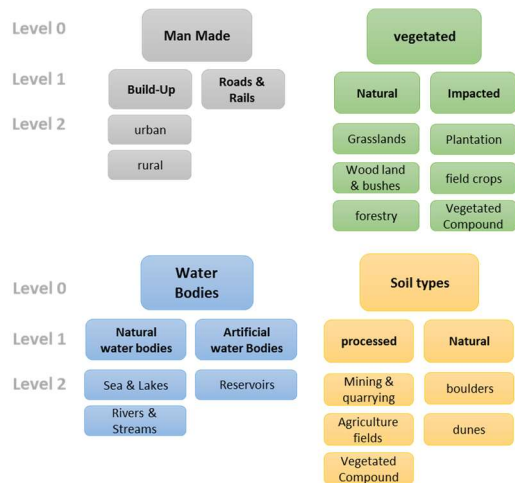 Level 0
Man Made
vegetated
Level 1
Build-Up
Roads &
Rails
Natural
Impacted
Level 2
urban
rural
Grasslands
Plantation
Wood land
& bushes
field crops
forestry
Vegetated
Compound
Level 0
Water
Bodies
Soil types
Level 1
Natural
water bodies
Artificial
water Bodies
processed
Natural
Level 2
Sea & Lakes
Reservoirs
Rivers &
Streams
Mining &
quarrying
boulders
Agriculture
fields
dunes
Vegetated
Compound